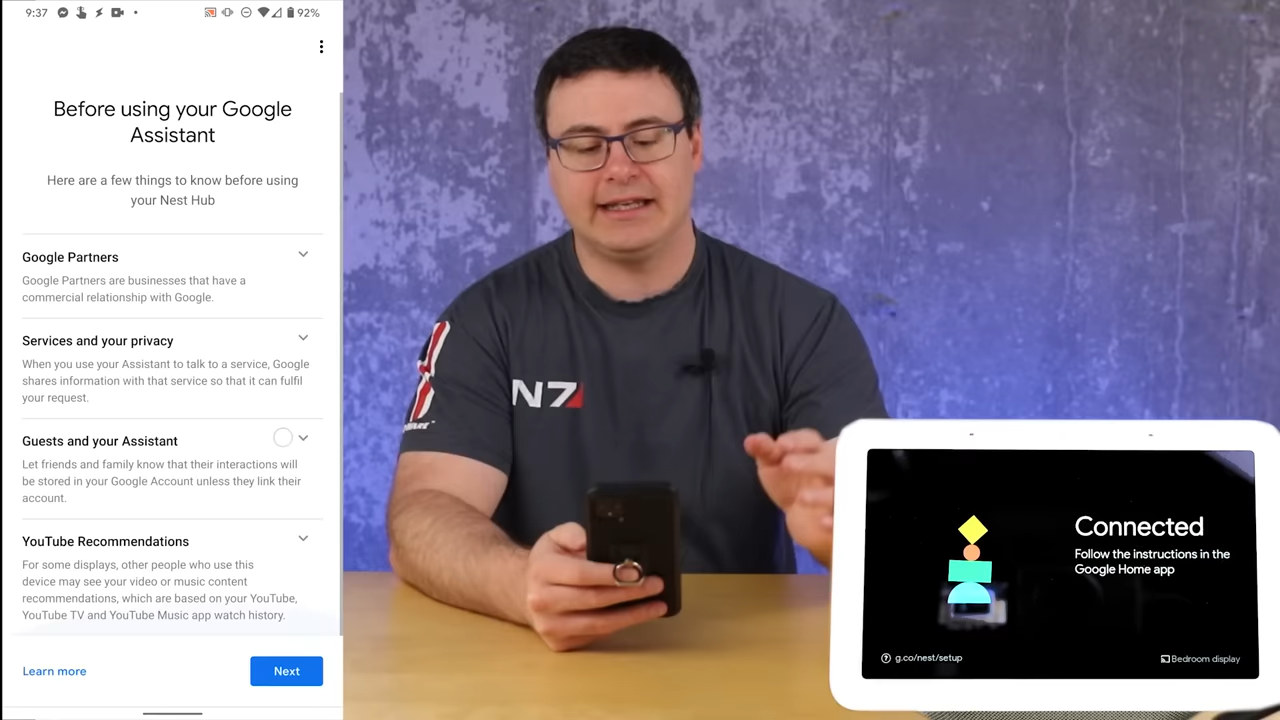 9:37
92%
Before using your Google
Assistant
Here are a few things to know before using
your Nest Hub
Google Partners
Google Partners are businesses that have a
commercial relationship with Google.
Services and your privacy
When you use your Assistant to talk to a service, Google
shares information with that service so that it can fulfil
your request.
Guests and your Assistant
Let friends and family know that their interactions will
be stored in your Google Account unless they link their
account.
YouTube Recommendations
For some displays, other people who use this
device may see your video or music content
recommendations, which are based on your YouTube,
YouTube TV and YouTube Music app watch history.
Learn more
Next
N7
Connected
Follow the instructions in the
Google Home app
g.co/nest/setup
Bedroom display